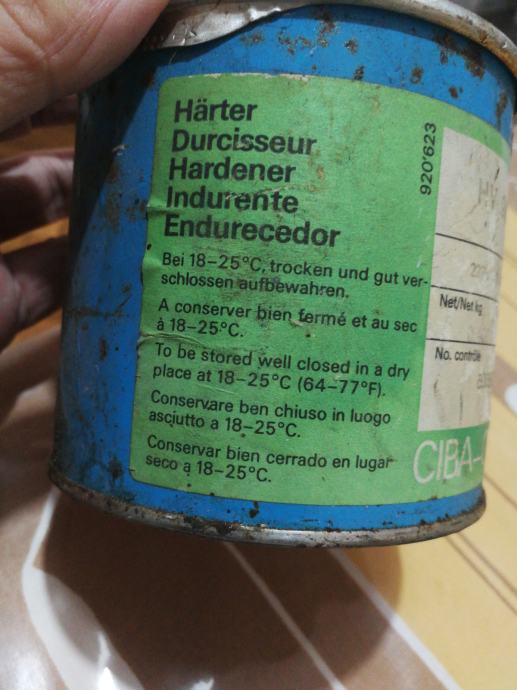 Härter
Durcisseur
Hardener
Indurente
Endurecedor
Bei 18–25°C, trocken und gut ver-
schlossen aufbewahren.
A conserver bien fermé et au sec
à 18–25°C.
To be stored well closed in a dry
place at 18–25°C (64–77°F).
Conservare ben chiuso in luogo
asciutto a 18–25°C.
Conservar bien cerrado en lugar
seco a 18–25°C.
920'623
HY
Net/Net kg
No. contrôle
CIBA–